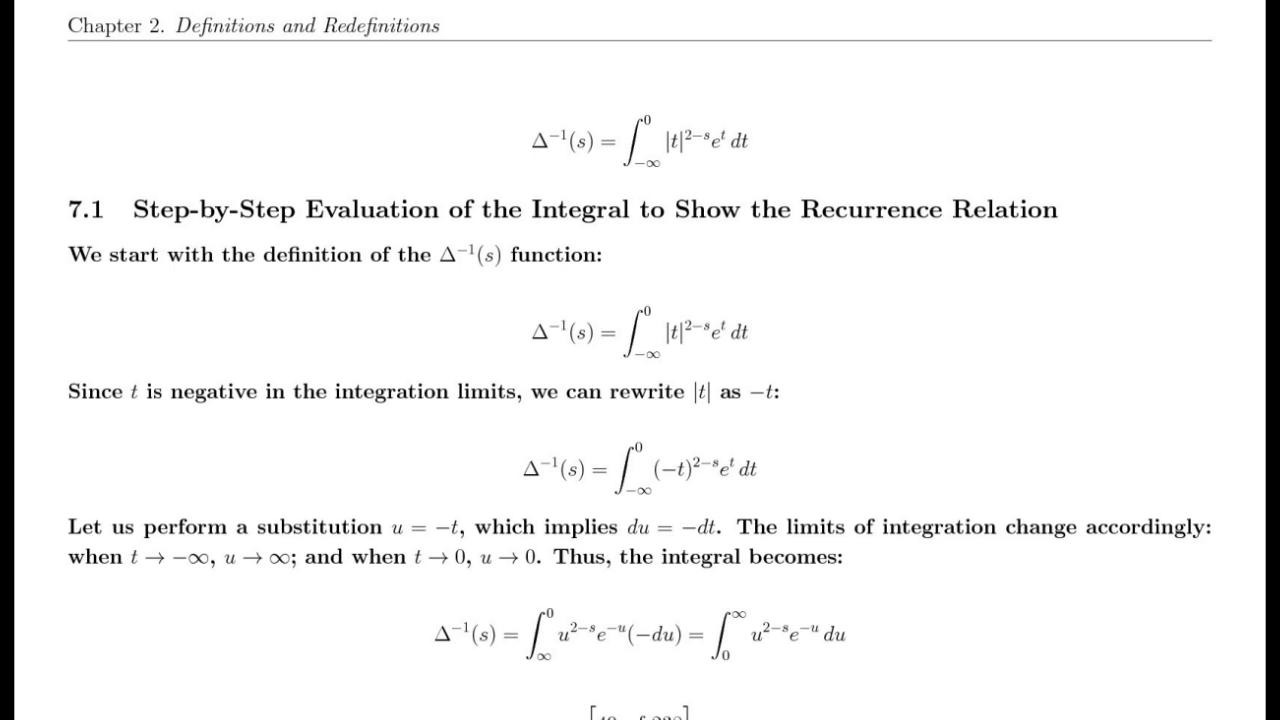 Chapter 2. Definitions and Redefinitions
Δ⁻¹(s) = ∫_{-∞}^{0} |t|^{2-s} e^t dt
7.1 Step-by-Step Evaluation of the Integral to Show the Recurrence Relation
We start with the definition of the Δ⁻¹(s) function:
Δ⁻¹(s) = ∫_{-∞}^{0} |t|^{2-s} e^t dt
Since t is negative in the integration limits, we can rewrite |t| as −t:
Δ⁻¹(s) = ∫_{-∞}^{0} (−t)^{2-s} e^t dt
Let us perform a substitution u = −t, which implies du = −dt. The limits of integration change accordingly:
when t → −∞, u → ∞; and when t → 0, u → 0. Thus, the integral becomes:
Δ⁻¹(s) = ∫_{∞}^{0} u^{2-s} e^{-u} (−du) = ∫_{0}^{∞} u^{2-s} e^{-u} du